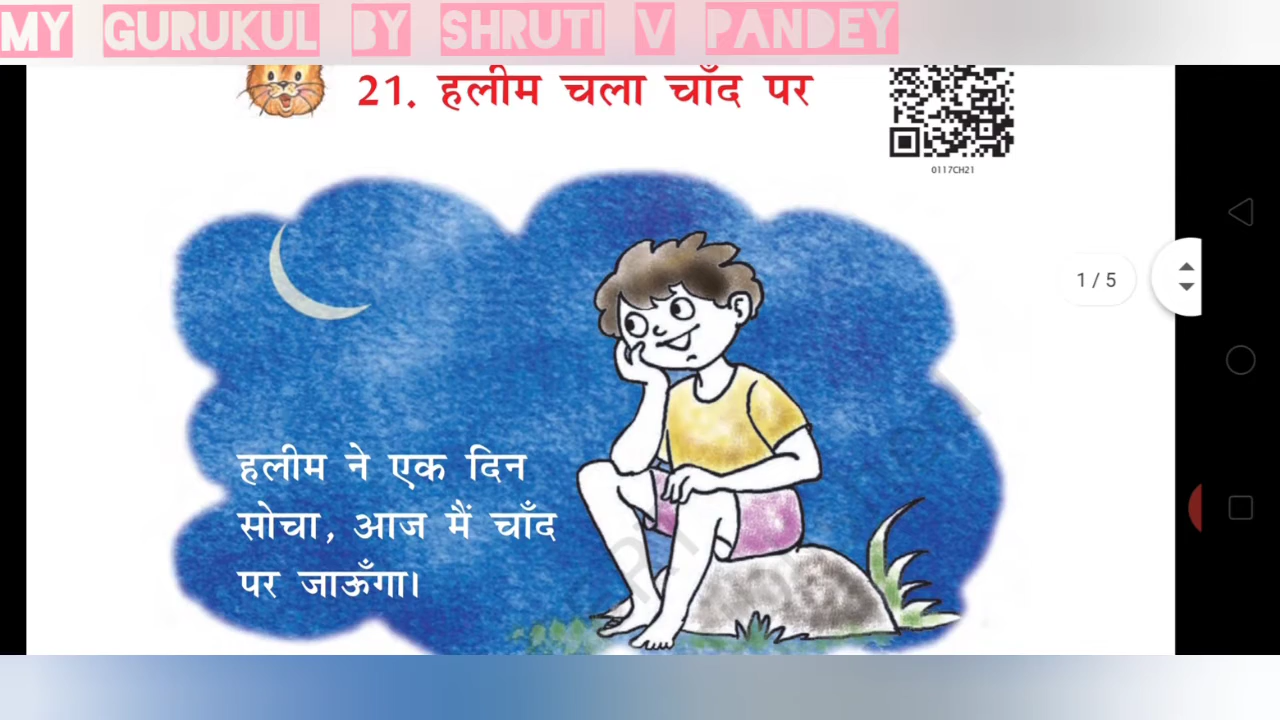 MY GURUKUL BY SHRUTI V PANDEY
21. हलीम चला चाँद पर
0117CH21
1 / 5
हलीम ने एक दिन
सोचा, आज मैं चाँद
पर जाऊँगा।